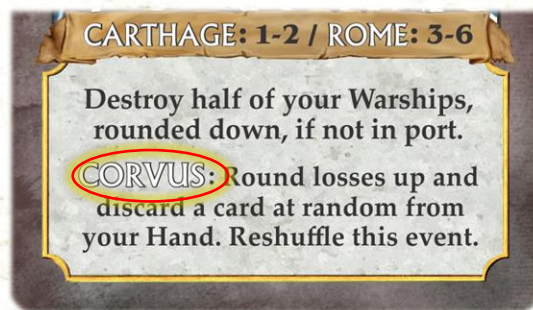 CARTHAGE: 1-2 / ROME: 3-6
Destroy half of your Warships,
rounded down, if not in port.
CORVUS: Round losses up and
discard a card at random from
your Hand. Reshuffle this event.